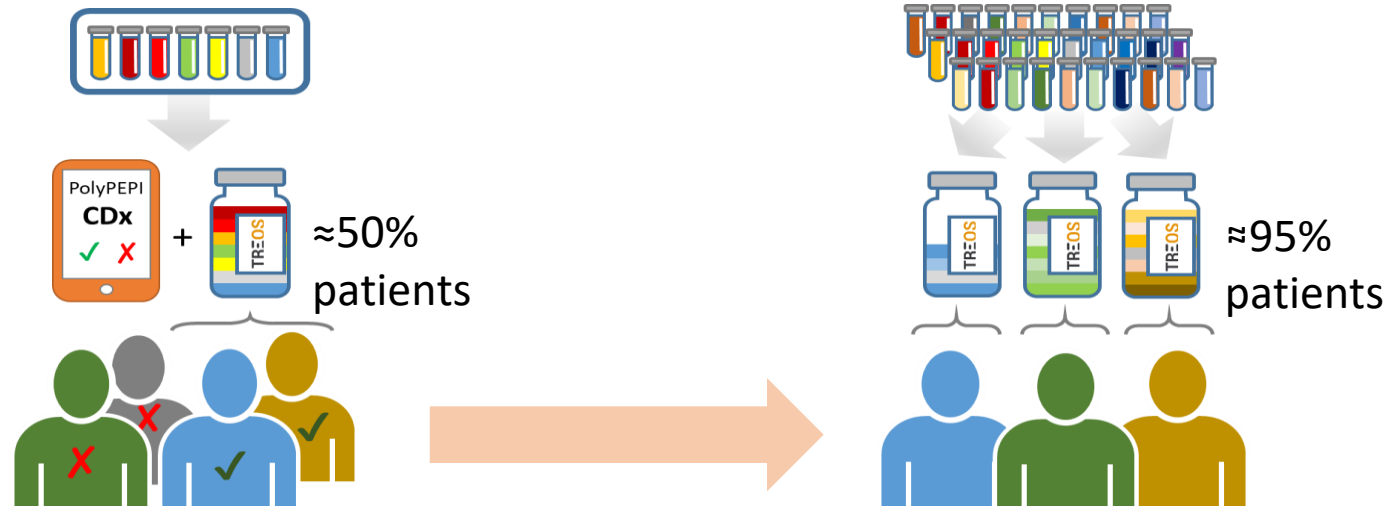 PolyPEPI
CDx
✓ ✗
+
TREOS
≈50%
patients
TREOS
TREOS
TREOS
≈95%
patients